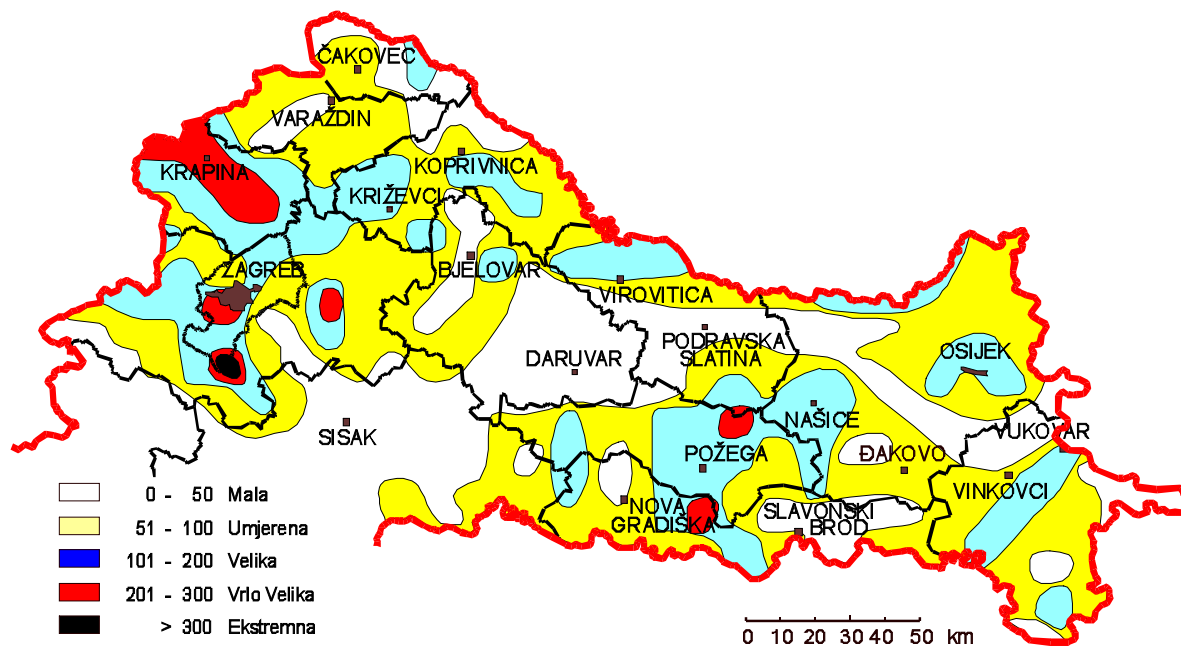 ČAKOVEC
VARAŽDIN
KRAPINA
KOPRIVNICA
KRIŽEVCI
ZAGREB
BJELOVAR
VIROVITICA
DARUVAR
PODRAVSKA
SLATINA
OSIJEK
SISAK
NAŠICE
VUKOVAR
POŽEGA
ĐAKOVO
VINKOVCI
NOVA
GRADIŠKA
SLAVONSKI
BROD
0 - 50 Mala
51 - 100 Umjerena
101 - 200 Velika
201 - 300 Vrlo Velika
> 300 Ekstremna
0 10 20 30 40 50 km